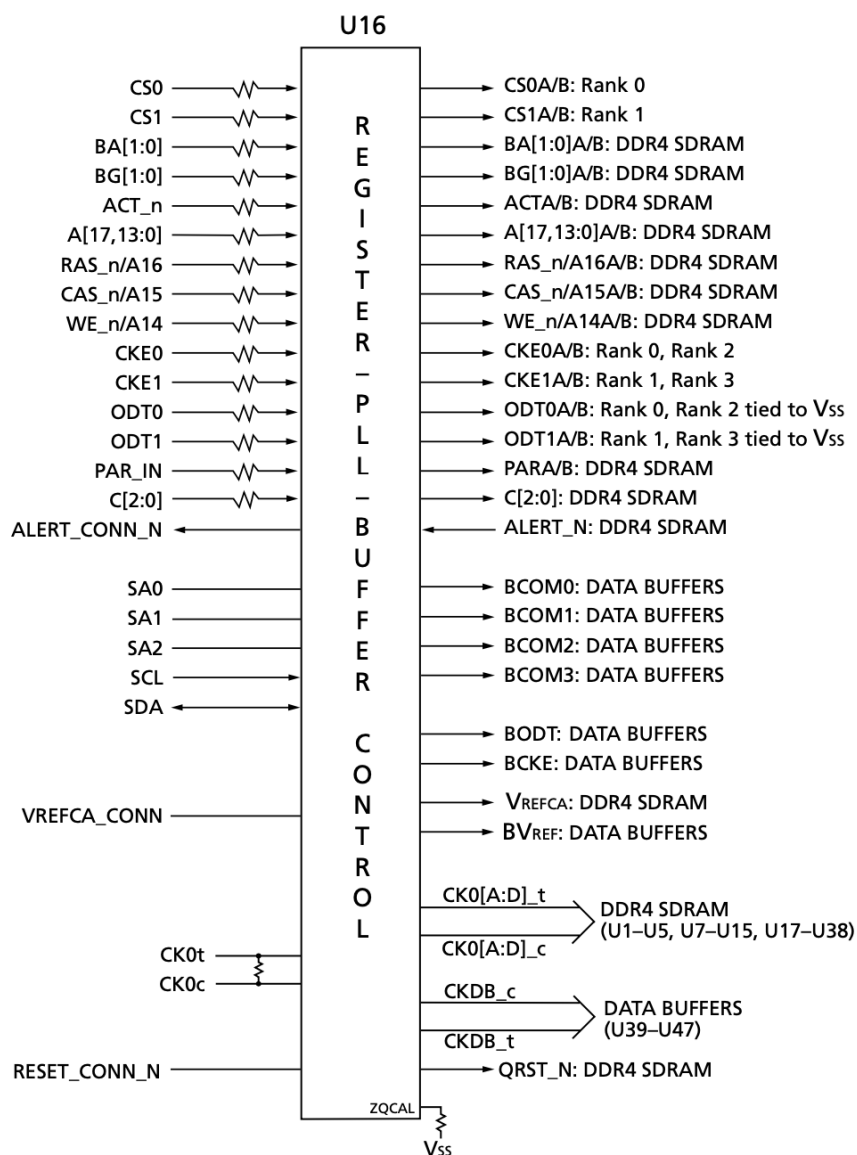 U16
CS0
CS1
BA[1:0]
BG[1:0]
ACT_n
A[17,13:0]
RAS_n/A16
CAS_n/A15
WE_n/A14
CKE0
CKE1
ODT0
ODT1
PAR_IN
C[2:0]
ALERT_CONN_N
SA0
SA1
SA2
SCL
SDA
VREFCA_CONN
CK0t
CK0c
RESET_CONN_N
REGISTER–PLL–BUFFER CONTROL
CS0A/B: Rank 0
CS1A/B: Rank 1
BA[1:0]A/B: DDR4 SDRAM
BG[1:0]A/B: DDR4 SDRAM
ACTA/B: DDR4 SDRAM
A[17,13:0]A/B: DDR4 SDRAM
RAS_n/A16A/B: DDR4 SDRAM
CAS_n/A15A/B: DDR4 SDRAM
WE_n/A14A/B: DDR4 SDRAM
CKE0A/B: Rank 0, Rank 2
CKE1A/B: Rank 1, Rank 3
ODT0A/B: Rank 0, Rank 2 tied to VSS
ODT1A/B: Rank 1, Rank 3 tied to VSS
PARA/B: DDR4 SDRAM
C[2:0]: DDR4 SDRAM
ALERT_N: DDR4 SDRAM
BCOM0: DATA BUFFERS
BCOM1: DATA BUFFERS
BCOM2: DATA BUFFERS
BCOM3: DATA BUFFERS
BODT: DATA BUFFERS
BCKE: DATA BUFFERS
VREFCA: DDR4 SDRAM
BVREF: DATA BUFFERS
CK0[A:D]_t
CK0[A:D]_c
DDR4 SDRAM
(U1–U5, U7–U15, U17–U38)
CKDB_c
CKDB_t
DATA BUFFERS
(U39–U47)
QRST_N: DDR4 SDRAM
ZQCAL
VSS